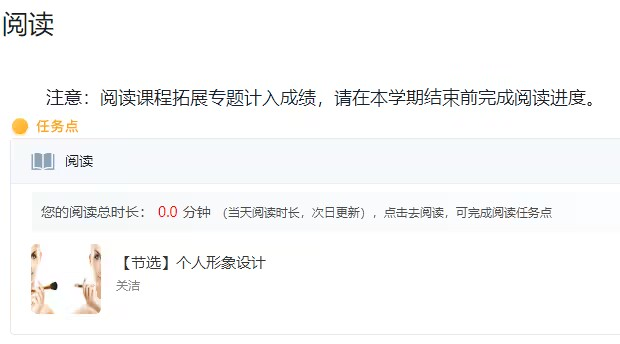 阅读
注意：阅读课程拓展专题计入成绩，请在本学期结束前完成阅读进度。
任务点
阅读
您的阅读总时长： 0.0 分钟 （当天阅读时长，次日更新），点击去阅读，可完成阅读任务点
【节选】个人形象设计
关洁